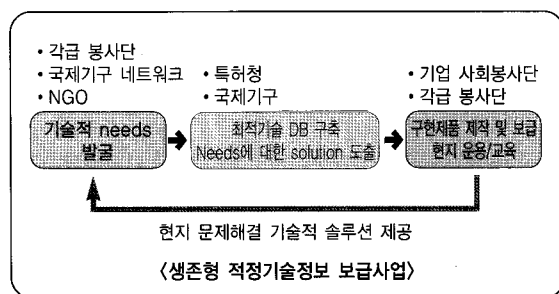 • 각급 봉사단
• 국제기구 네트워크
• NGO
기술적 needs
발굴
• 특허청
• 국제기구
최적기술 DB 구축
Needs에 대한 solution 도출
• 기업 사회봉사단
• 각급 봉사단
구현제품 제작 및 보급
현지 운용/교육
현지 문제해결 기술적 솔루션 제공
〈생존형 적정기술정보 보급사업〉